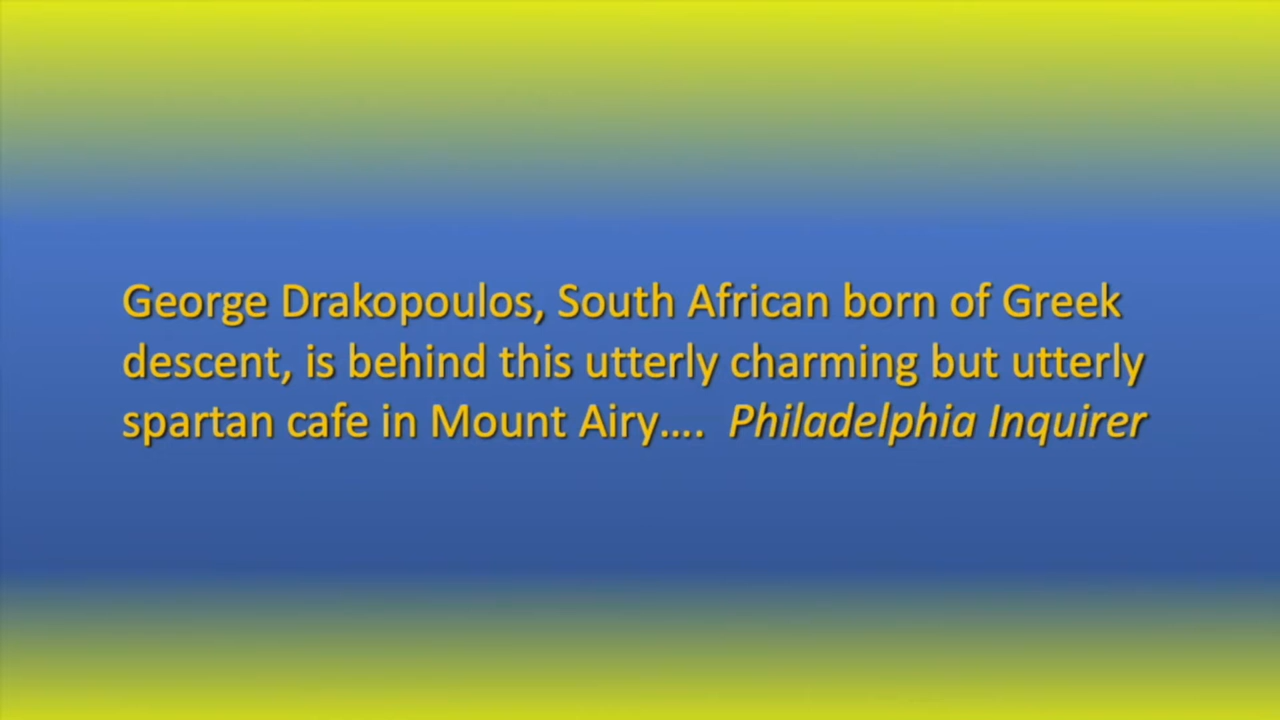 George Drakopoulos, South African born of Greek
descent, is behind this utterly charming but utterly
spartan cafe in Mount Airy.... Philadelphia Inquirer